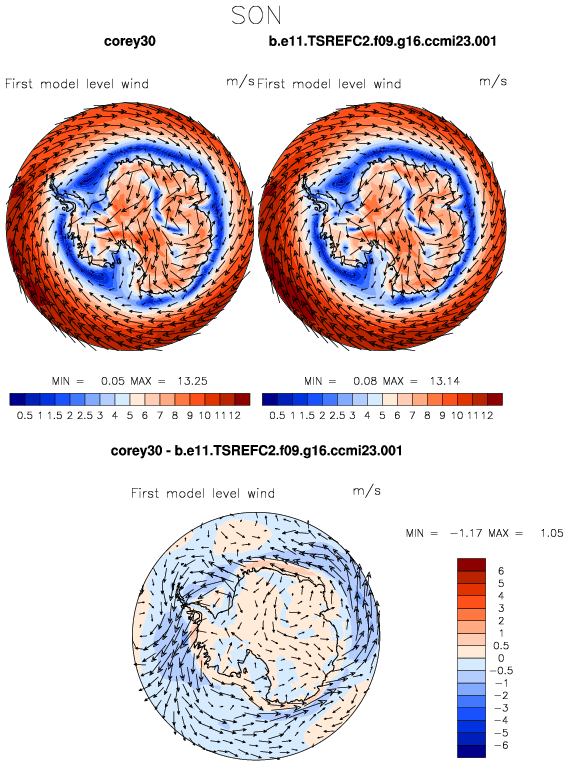 SON
corey30 b.e11.TSREFC2.f09.g16.ccmi23.001
First model level wind m/s First model level wind m/s
MIN = 0.05 MAX = 13.25 MIN = 0.08 MAX = 13.14
0.5 1 1.5 2 2.5 3 4 5 6 7 8 9 10 11 12 0.5 1 1.5 2 2.5 3 4 5 6 7 8 9 10 11 12
corey30 - b.e11.TSREFC2.f09.g16.ccmi23.001
First model level wind m/s
MIN = -1.17 MAX = 1.05
6
5
4
3
2
1
0.5
0
-0.5
-1
-2
-3
-4
-5
-6